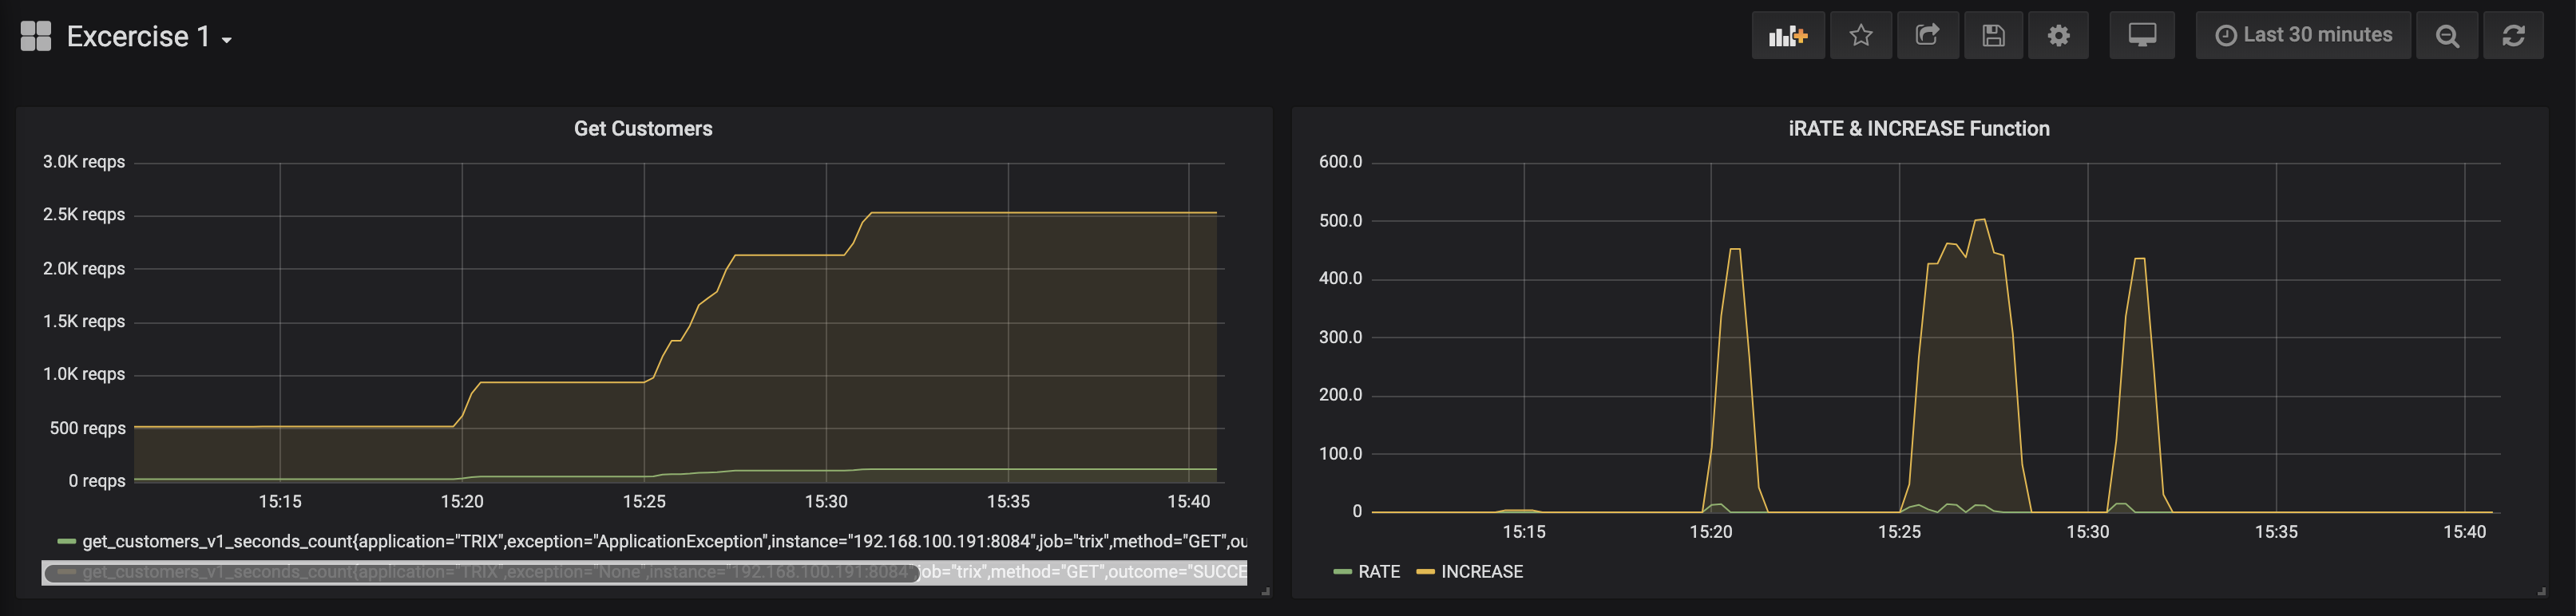 Excercise 1
Last 30 minutes
Get Customers
3.0K reqps
2.5K reqps
2.0K reqps
1.5K reqps
1.0K reqps
500 reqps
0 reqps
15:15 15:20 15:25 15:30 15:35 15:40
get_customers_v1_seconds_count{application="TRIX",exception="ApplicationException",instance="192.168.100.191:8084",job="trix",method="GET",ou
get_customers_v1_seconds_count{application="TRIX",exception="None",instance="192.168.100.191:8084",job="trix",method="GET",outcome="SUCCE
iRATE & INCREASE Function
600.0
500.0
400.0
300.0
200.0
100.0
0
15:15 15:20 15:25 15:30 15:35 15:40
RATE INCREASE